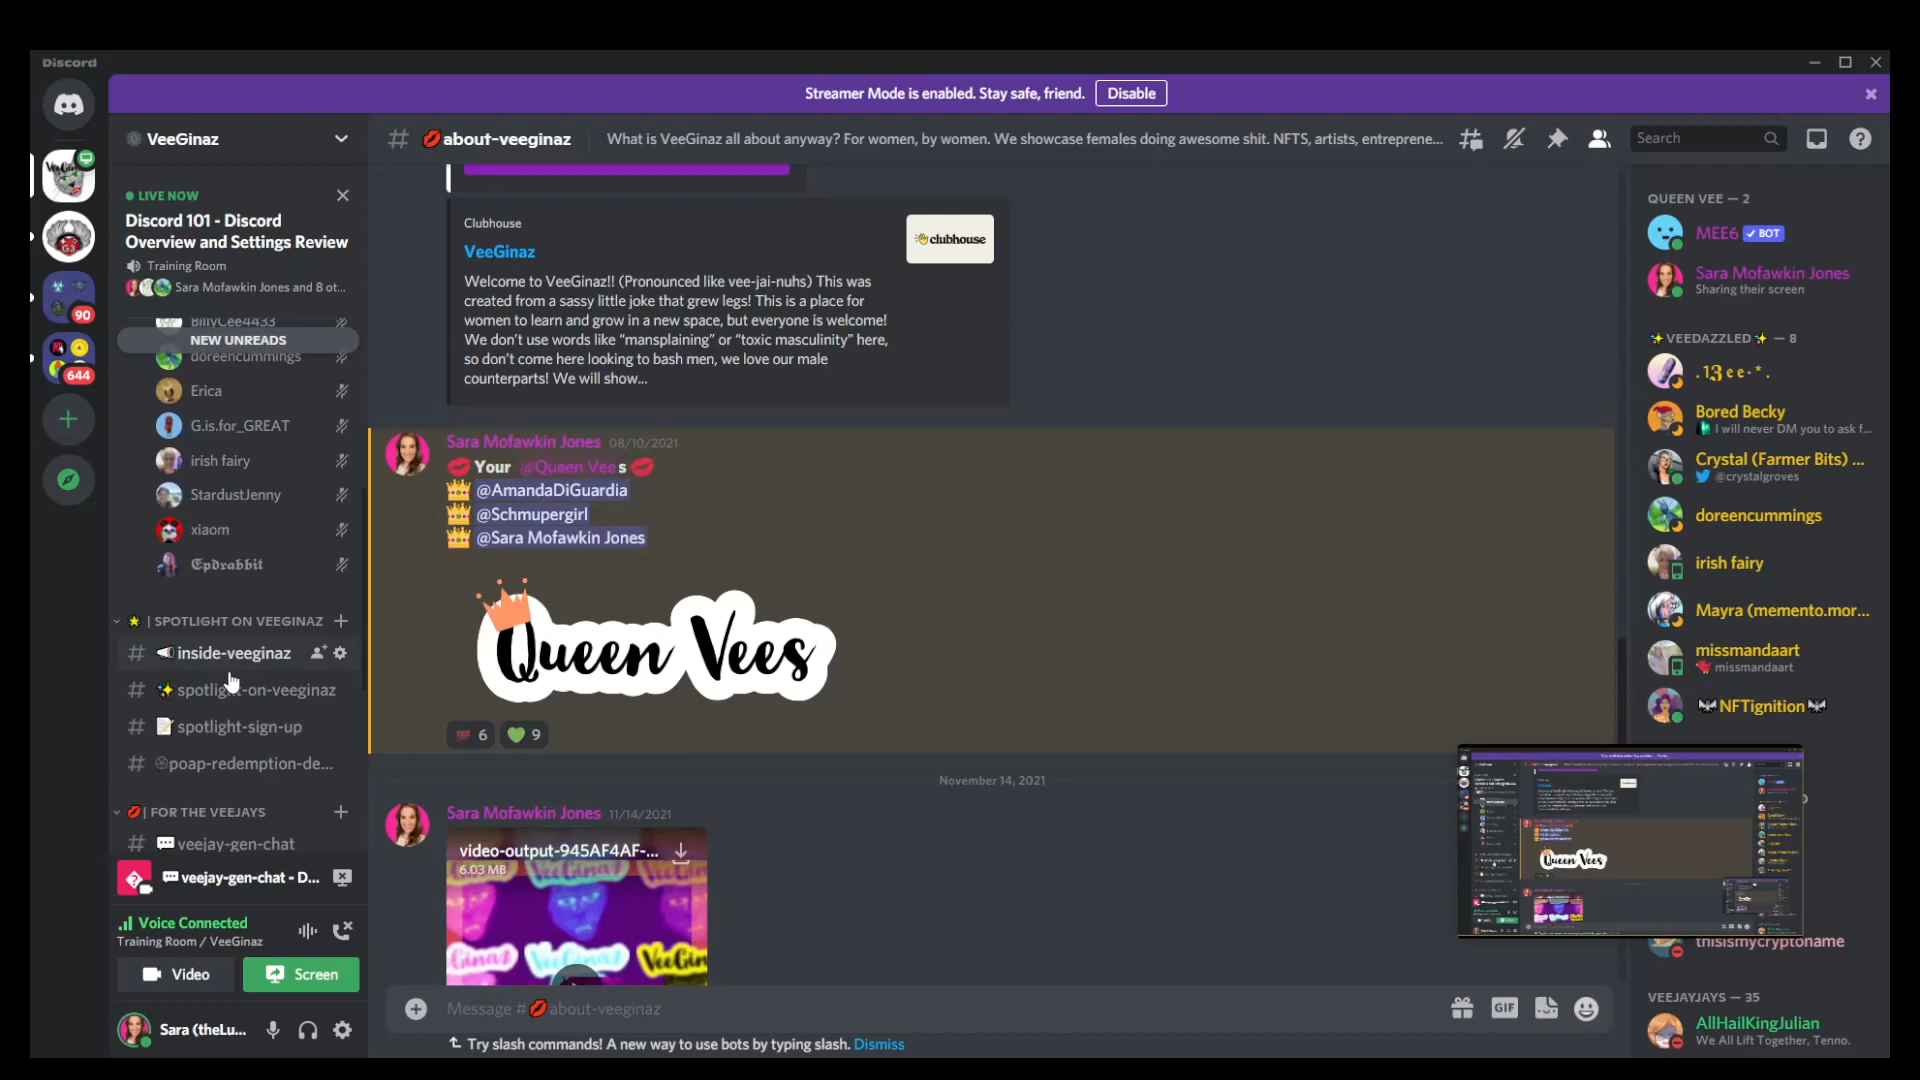 Discord
Streamer Mode is enabled. Stay safe, friend. Disable
VeeGinaz
LIVE NOW
Discord 101 - Discord
Overview and Settings Review
Training Room
Sara Mofawkin Jones and 8 ot...
BillyCee4433
NEW UNREADS
doreencummings
Erica
G.is.for_GREAT
irish fairy
StardustJenny
xiaom
𝕰𝖕𝖉𝖗𝖆𝖇𝖇𝖎𝖙
| SPOTLIGHT ON VEEGINAZ
inside-veeginaz
spotlight-on-veeginaz
spotlight-sign-up
poap-redemption-de...
| FOR THE VEEJAYS
veejay-gen-chat
veejay-gen-chat - D...
Voice Connected
Training Room / VeeGinaz
Video
Screen
Sara (theLu...
90
644
# 💋about-veeginaz
What is VeeGinaz all about anyway? For women, by women. We showcase females doing awesome shit. NFTS, artists, entreprene...
Search
Clubhouse
VeeGinaz
clubhouse
Welcome to VeeGinaz!! (Pronounced like vee-jai-nuhs) This was
created from a sassy little joke that grew legs! This is a place for
women to learn and grow in a new space, but everyone is welcome!
We don't use words like “mansplaining” or “toxic masculinity” here,
so don't come here looking to bash men, we love our male
counterparts! We will show...
Sara Mofawkin Jones 08/10/2021
💋Your @Queen Vees💋
👑 @AmandaDiGuardia
👑 @Schmupergirl
👑 @Sara Mofawkin Jones
Queen Vees
💯 6 💚 9
November 14, 2021
Sara Mofawkin Jones 11/14/2021
video-output-945AF4AF-...
6.03 MB
Message #💋about-veeginaz
GIF
Try slash commands! A new way to use bots by typing slash. Dismiss
QUEEN VEE — 2
MEE6 ✓ BOT
Sara Mofawkin Jones
Sharing their screen
✨VEEDAZZLED✨ — 8
Bored Becky
I will never DM you to ask f...
Crystal (Farmer Bits) ...
@crystalgroves
doreencummings
irish fairy
Mayra (memento.mor...
missmandaart
missmandaart
NFTignition
thisismycryptoname
VEEJAYJAYS — 35
AllHailKingJulian
We All Lift Together, Tenno.